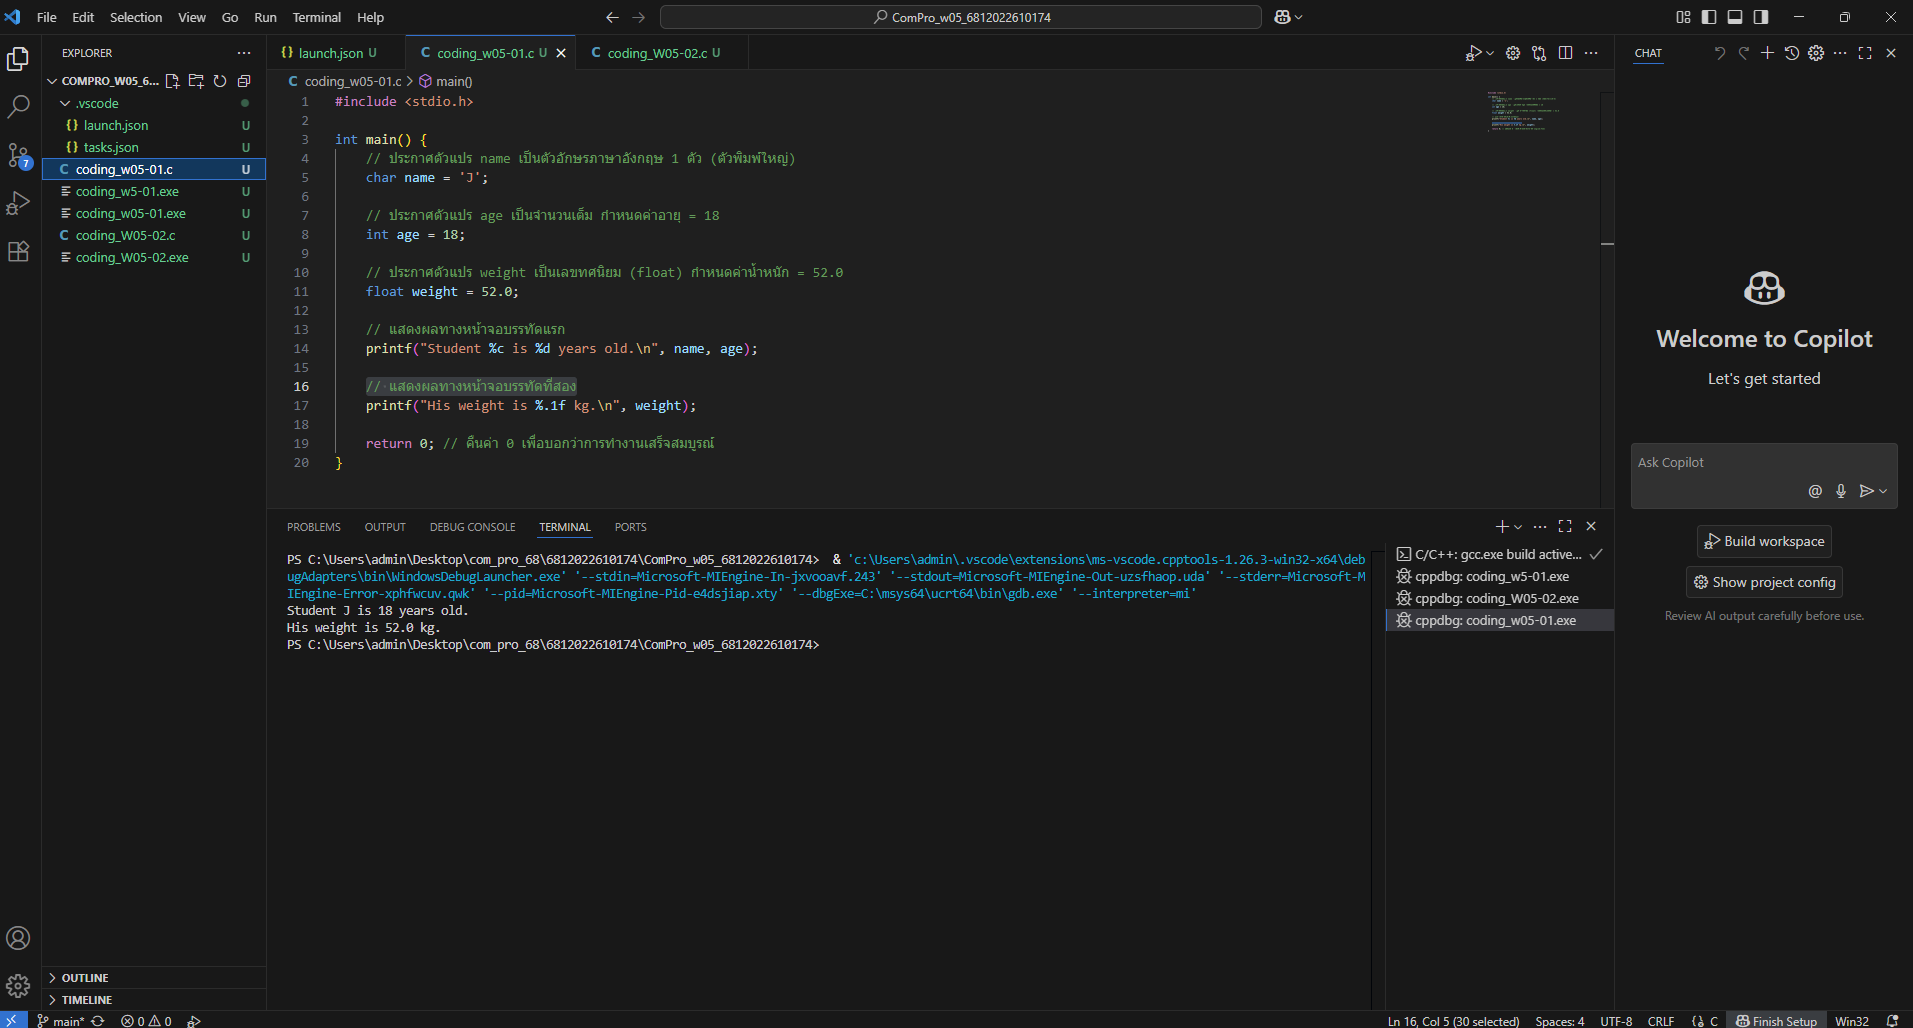 File Edit Selection View Go Run Terminal Help
ComPro_w05_6812022610174
EXPLORER
COMPRO_W05_6...
.vscode
launch.json U
tasks.json U
coding_w05-01.c U
coding_w5-01.exe U
coding_w05-01.exe U
coding_W05-02.c U
coding_W05-02.exe U
7
OUTLINE
TIMELINE
launch.json U
coding_w05-01.c U
coding_W05-02.c U
coding_w05-01.c > main()
1 #include <stdio.h>
2
3 int main() {
4 // ประกาศตัวแปร name เป็นตัวอักษรภาษาอังกฤษ 1 ตัว (ตัวพิมพ์ใหญ่)
5 char name = 'J';
6
7 // ประกาศตัวแปร age เป็นจำนวนเต็ม กำหนดค่าอายุ = 18
8 int age = 18;
9
10 // ประกาศตัวแปร weight เป็นเลขทศนิยม (float) กำหนดค่าน้ำหนัก = 52.0
11 float weight = 52.0;
12
13 // แสดงผลทางหน้าจอบรรทัดแรก
14 printf("Student %c is %d years old.\n", name, age);
15
16 // แสดงผลทางหน้าจอบรรทัดที่สอง
17 printf("His weight is %.1f kg.\n", weight);
18
19 return 0; // คืนค่า 0 เพื่อบอกว่าการทำงานเสร็จสมบูรณ์
20 }
PROBLEMS OUTPUT DEBUG CONSOLE TERMINAL PORTS
PS C:\Users\admin\Desktop\com_pro_68\6812022610174\ComPro_w05_6812022610174> & 'c:\Users\admin\.vscode\extensions\ms-vscode.cpptools-1.26.3-win32-x64\deb
ugAdapters\bin\WindowsDebugLauncher.exe' '--stdin=Microsoft-MIEngine-In-jxvooavf.243' '--stdout=Microsoft-MIEngine-Out-uzsfhaop.uda' '--stderr=Microsoft-M
IEngine-Error-xphfwcuv.qwk' '--pid=Microsoft-MIEngine-Pid-e4dsjiap.xty' '--dbgExe=C:\msys64\ucrt64\bin\gdb.exe' '--interpreter=mi'
Student J is 18 years old.
His weight is 52.0 kg.
PS C:\Users\admin\Desktop\com_pro_68\6812022610174\ComPro_w05_6812022610174>
C/C++: gcc.exe build active...
cppdbg: coding_w5-01.exe
cppdbg: coding_W05-02.exe
cppdbg: coding_w05-01.exe
CHAT
Welcome to Copilot
Let's get started
Ask Copilot
Build workspace
Show project config
Review AI output carefully before use.
main* 0 0
Ln 16, Col 5 (30 selected) Spaces: 4 UTF-8 CRLF C Finish Setup Win32